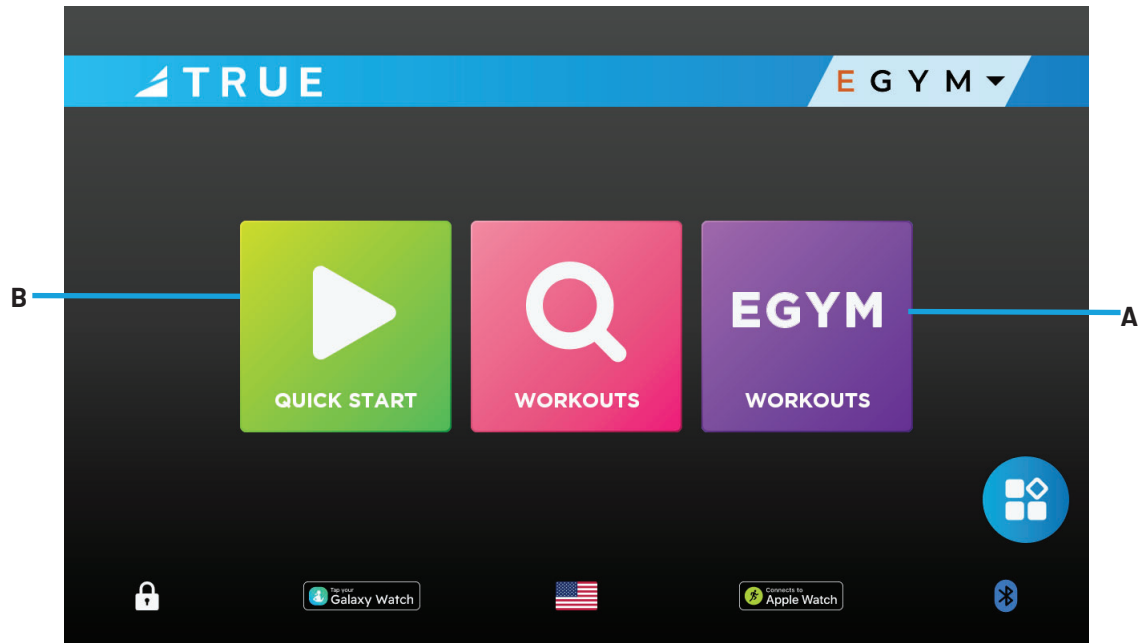 TRUE
EGYM
B
A
EGYM
QUICK START
WORKOUTS
WORKOUTS
Tap your
Galaxy Watch
Connects to
Apple Watch